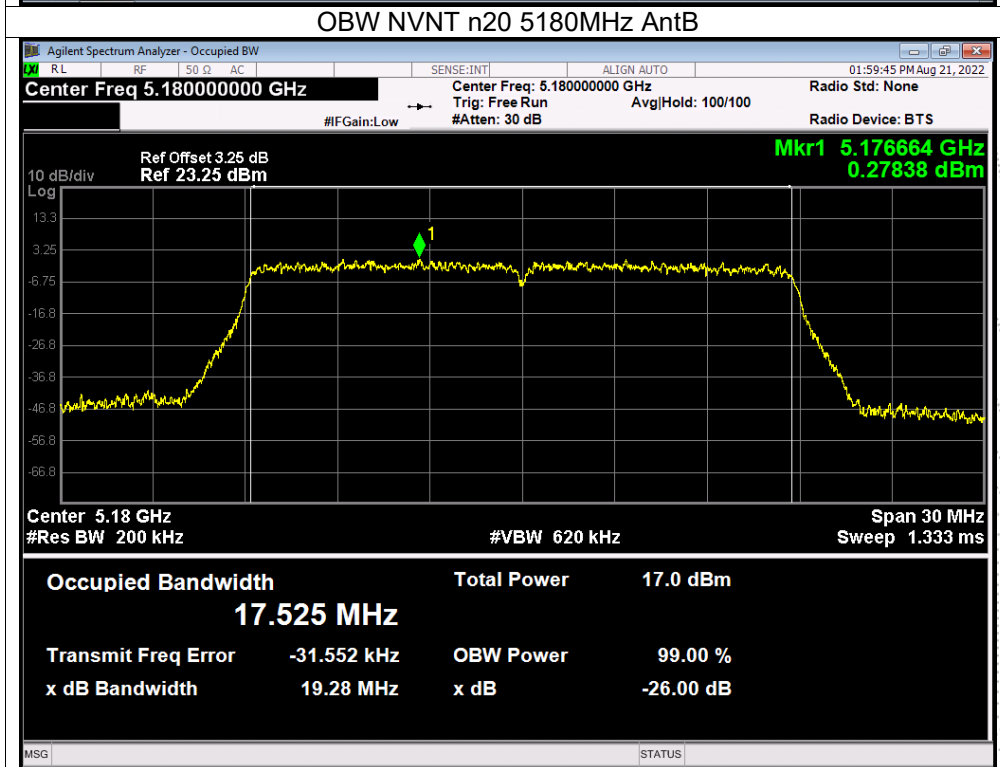 OBW NVNT n20 5180MHz AntB
Agilent Spectrum Analyzer - Occupied BW
LXI RL RF 50 Ω AC SENSE:INT ALIGN AUTO 01:59:45 PM Aug 21, 2022
Center Freq 5.180000000 GHz Center Freq: 5.180000000 GHz Radio Std: None
Trig: Free Run Avg|Hold: 100/100
#IFGain:Low #Atten: 30 dB Radio Device: BTS
Ref Offset 3.25 dB Mkr1 5.176664 GHz
10 dB/div Ref 23.25 dBm 0.27838 dBm
Log
13.3
1
3.25
-6.75
-16.8
-26.8
-36.8
-46.8
-56.8
-66.8
Center 5.18 GHz Span 30 MHz
#Res BW 200 kHz #VBW 620 kHz Sweep 1.333 ms
Occupied Bandwidth Total Power 17.0 dBm
17.525 MHz
Transmit Freq Error -31.552 kHz OBW Power 99.00 %
x dB Bandwidth 19.28 MHz x dB -26.00 dB
MSG STATUS